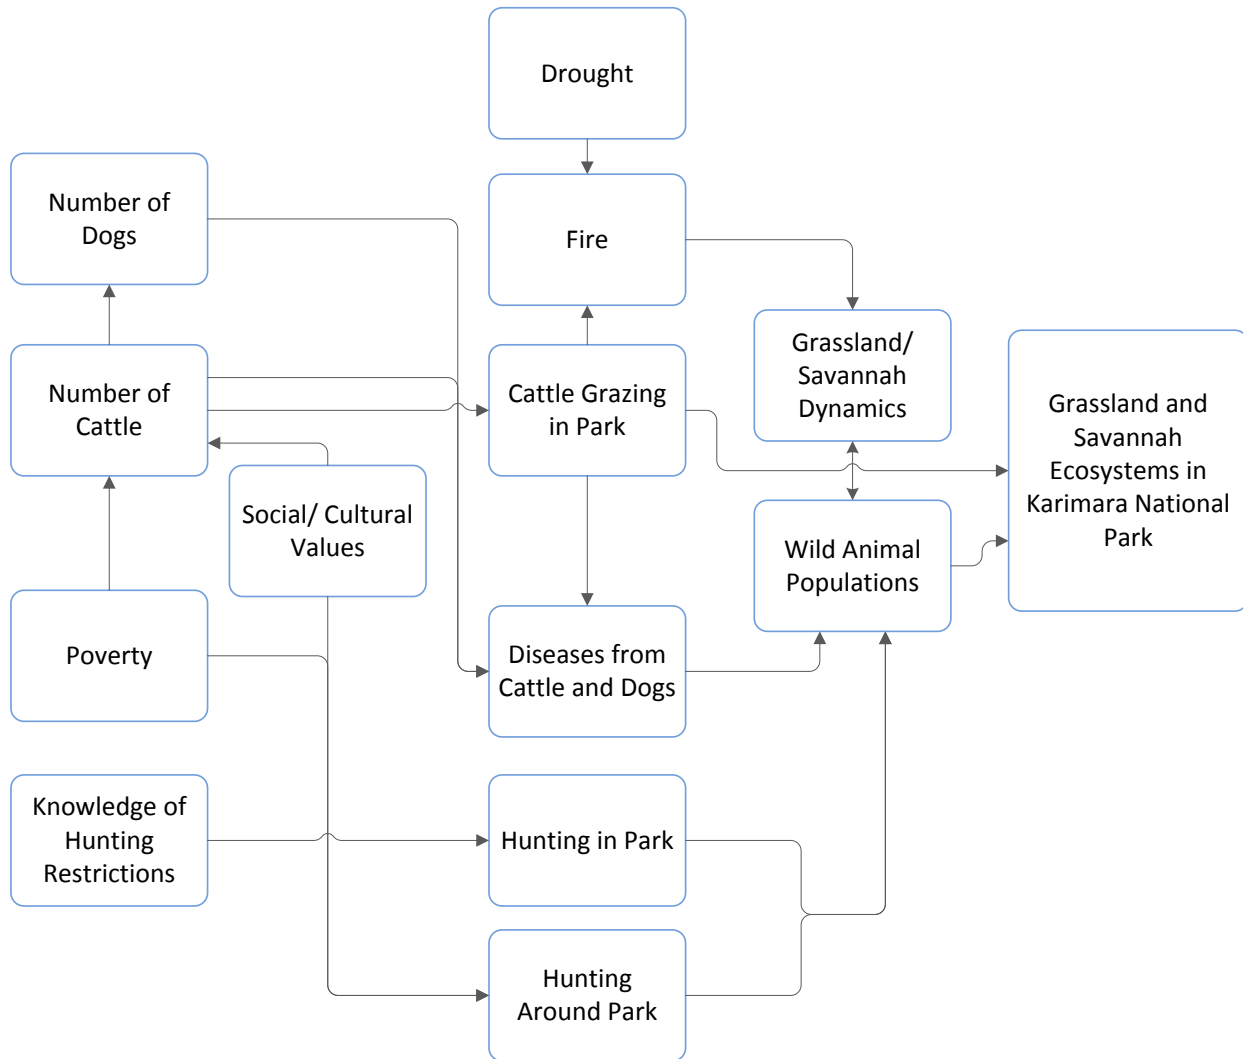 Drought
Number of
Dogs
Fire
Number of
Cattle
Cattle Grazing
in Park
Grassland/
Savannah
Dynamics
Grassland and
Savannah
Ecosystems in
Karimara National
Park
Social/ Cultural
Values
Wild Animal
Populations
Poverty
Diseases from
Cattle and Dogs
Knowledge of
Hunting
Restrictions
Hunting in Park
Hunting
Around Park